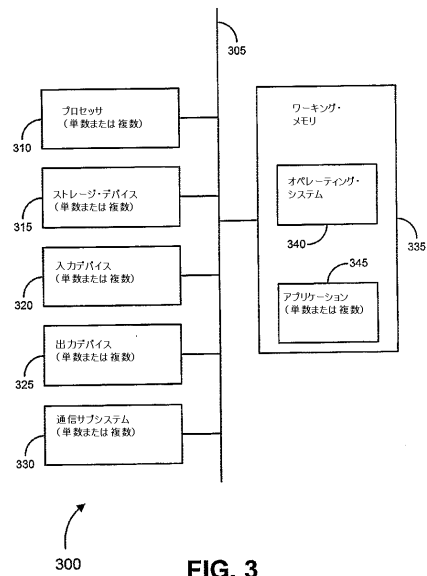 305
プロセッサ
(単数または複数)
310
ストレージ・デバイス
(単数または複数)
315
入力デバイス
(単数または複数)
320
出力デバイス
(単数または複数)
325
通信サブシステム
(単数または複数)
330
ワーキング・
メモリ
オペレーティング・
システム
340
335
345
アプリケーション
(単数または複数)
300
FIG. 3